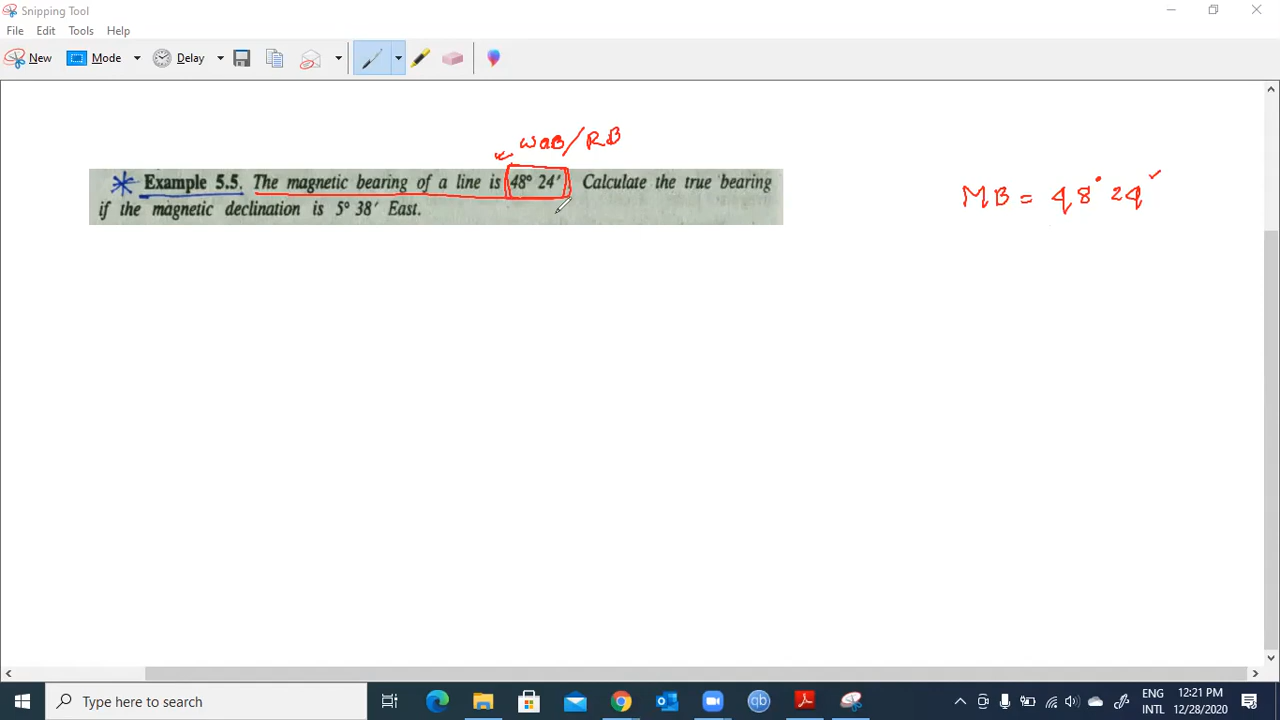 Snipping Tool
File Edit Tools Help
New Mode Delay
WCB/RB
Example 5.5. The magnetic bearing of a line is 48° 24′ Calculate the true bearing
if the magnetic declination is 5° 38′ East.
MB = 48° 24′
Type here to search
qb
ENG
INTL
12:21 PM
12/28/2020